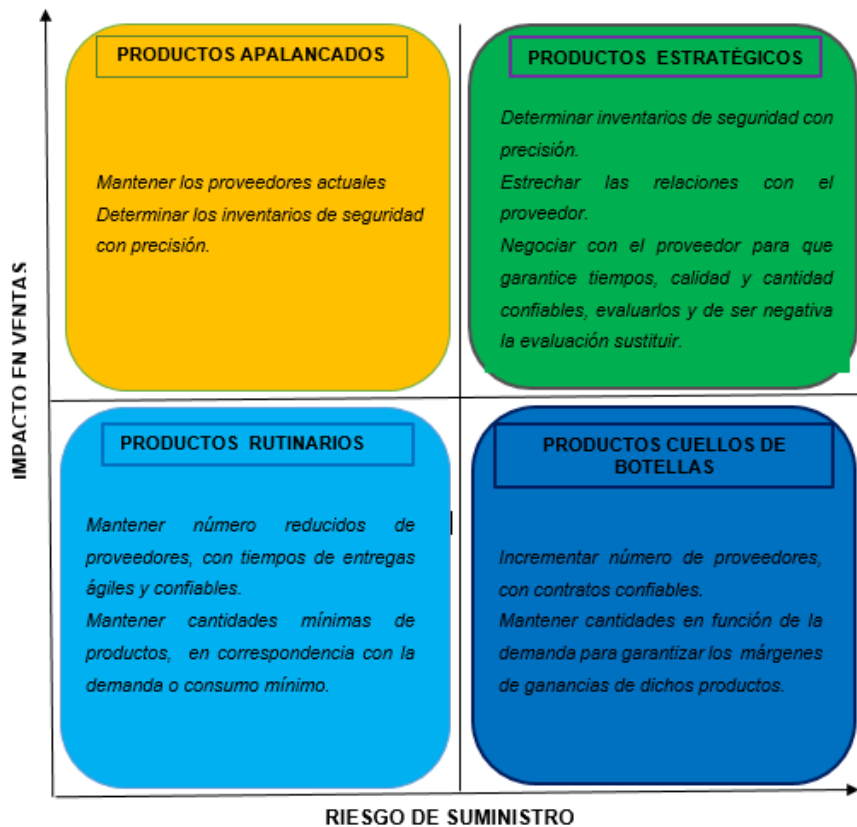 IMPACTO EN VENTAS
PRODUCTOS APALANCADOS
Mantener los proveedores actuales
Determinar los inventarios de seguridad
con precisión.
PRODUCTOS ESTRATÉGICOS
Determinar inventarios de seguridad con
precisión.
Estrechar las relaciones con el
proveedor.
Negociar con el proveedor para que
garantice tiempos, calidad y cantidad
confiables, evaluarlos y de ser negativa
la evaluación sustituir.
PRODUCTOS RUTINARIOS
Mantener número reducidos de
proveedores, con tiempos de entregas
ágiles y confiables.
Mantener cantidades mínimas de
productos, en correspondencia con la
demanda o consumo mínimo.
PRODUCTOS CUELLOS DE
BOTELLAS
Incrementar número de proveedores,
con contratos confiables.
Mantener cantidades en función de la
demanda para garantizar los márgenes
de ganancias de dichos productos.
RIESGO DE SUMINISTRO